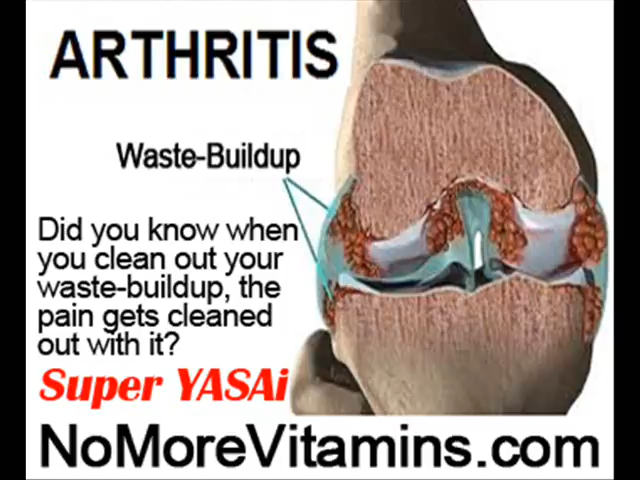 ARTHRITIS
Waste-Buildup
Did you know when
you clean out your
waste-buildup, the
pain gets cleaned
out with it?
Super YASAi
NoMoreVitamins.com